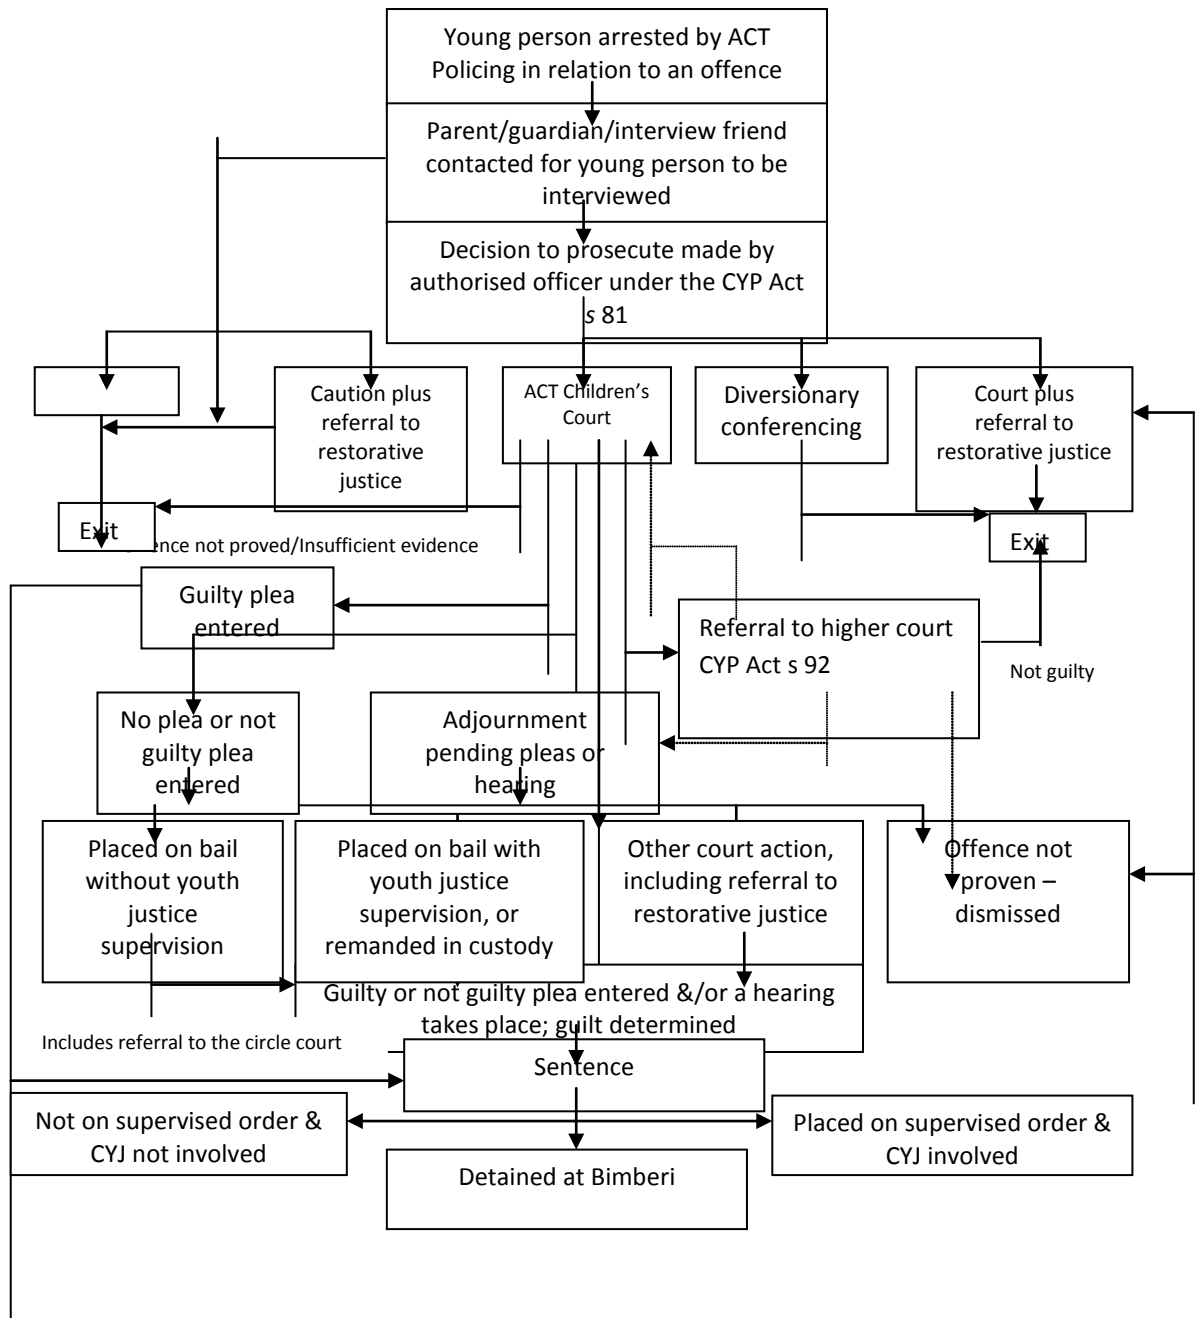 Young person arrested by ACT
Policing in relation to an offence
Parent/guardian/interview friend
contacted for young person to be
interviewed
Decision to prosecute made by
authorised officer under the CYP Act
s 81
Caution plus
referral to
restorative
justice
ACT Children's
Court
Diversionary
conferencing
Court plus
referral to
restorative justice
Exit
ence not proved/Insufficient evidence
Exit
Guilty plea
entered
Referral to higher court
CYP Act s 92
Not guilty
No plea or not
guilty plea
entered
Adjournment
pending pleas or
hearing
Placed on bail
without youth
justice
supervision
Placed on bail with
youth justice
supervision, or
remanded in custody
Other court action,
including referral to
restorative justice
Offence not
proven –
dismissed
Guilty or not guilty plea entered &/or a hearing
takes place; guilt determined
Includes referral to the circle court
Sentence
Not on supervised order &
CYJ not involved
Placed on supervised order &
CYJ involved
Detained at Bimberi